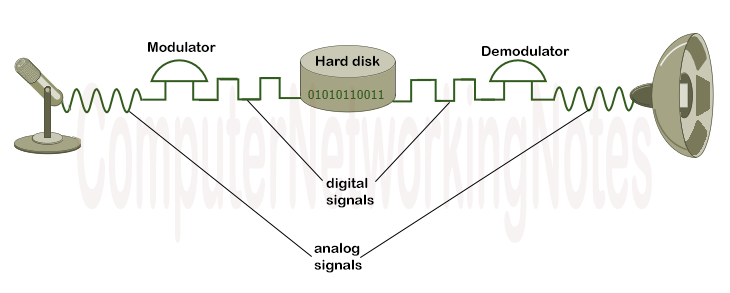 Modulator
Hard disk
Demodulator
01010110011
digital
signals
analog
signals
ComputerNetworkingNotes